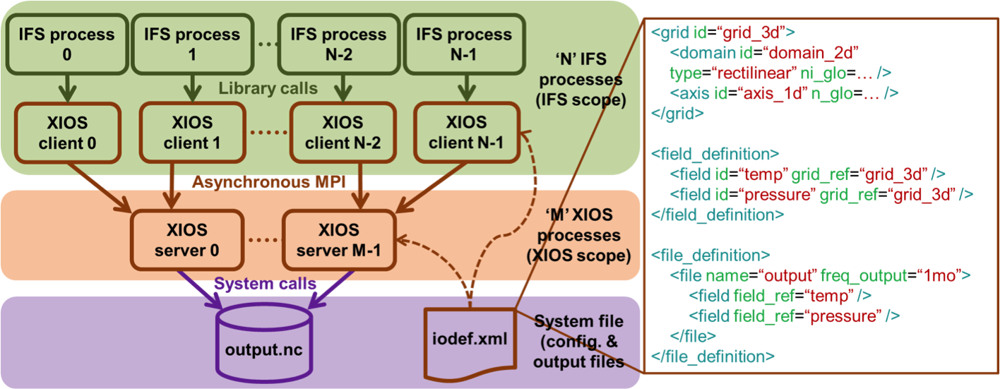 IFS process
0
IFS process
1
IFS process
N-2
IFS process
N-1
‘N’ IFS
processes
(IFS scope)
Library calls
XIOS
client 0
XIOS
client 1
XIOS
client N-2
XIOS
client N-1
Asynchronous MPI
XIOS
server 0
XIOS
server M-1
‘M’ XIOS
processes
(XIOS scope)
System calls
output.nc
iodef.xml
System file
(config. &
output files
<grid id=“grid_3d”>
<domain id=“domain_2d”
type=“rectilinear” ni_glo=… />
<axis id=“axis_1d” n_glo=… />
</grid>
<field_definition>
<field id=“temp” grid_ref=“grid_3d” />
<field id=“pressure” grid_ref=“grid_3d” />
</field_definition>
<file_definition>
<file name=“output” freq_output=“1mo”>
<field field_ref=“temp” />
<field field_ref=“pressure” />
</file>
</file_definition>